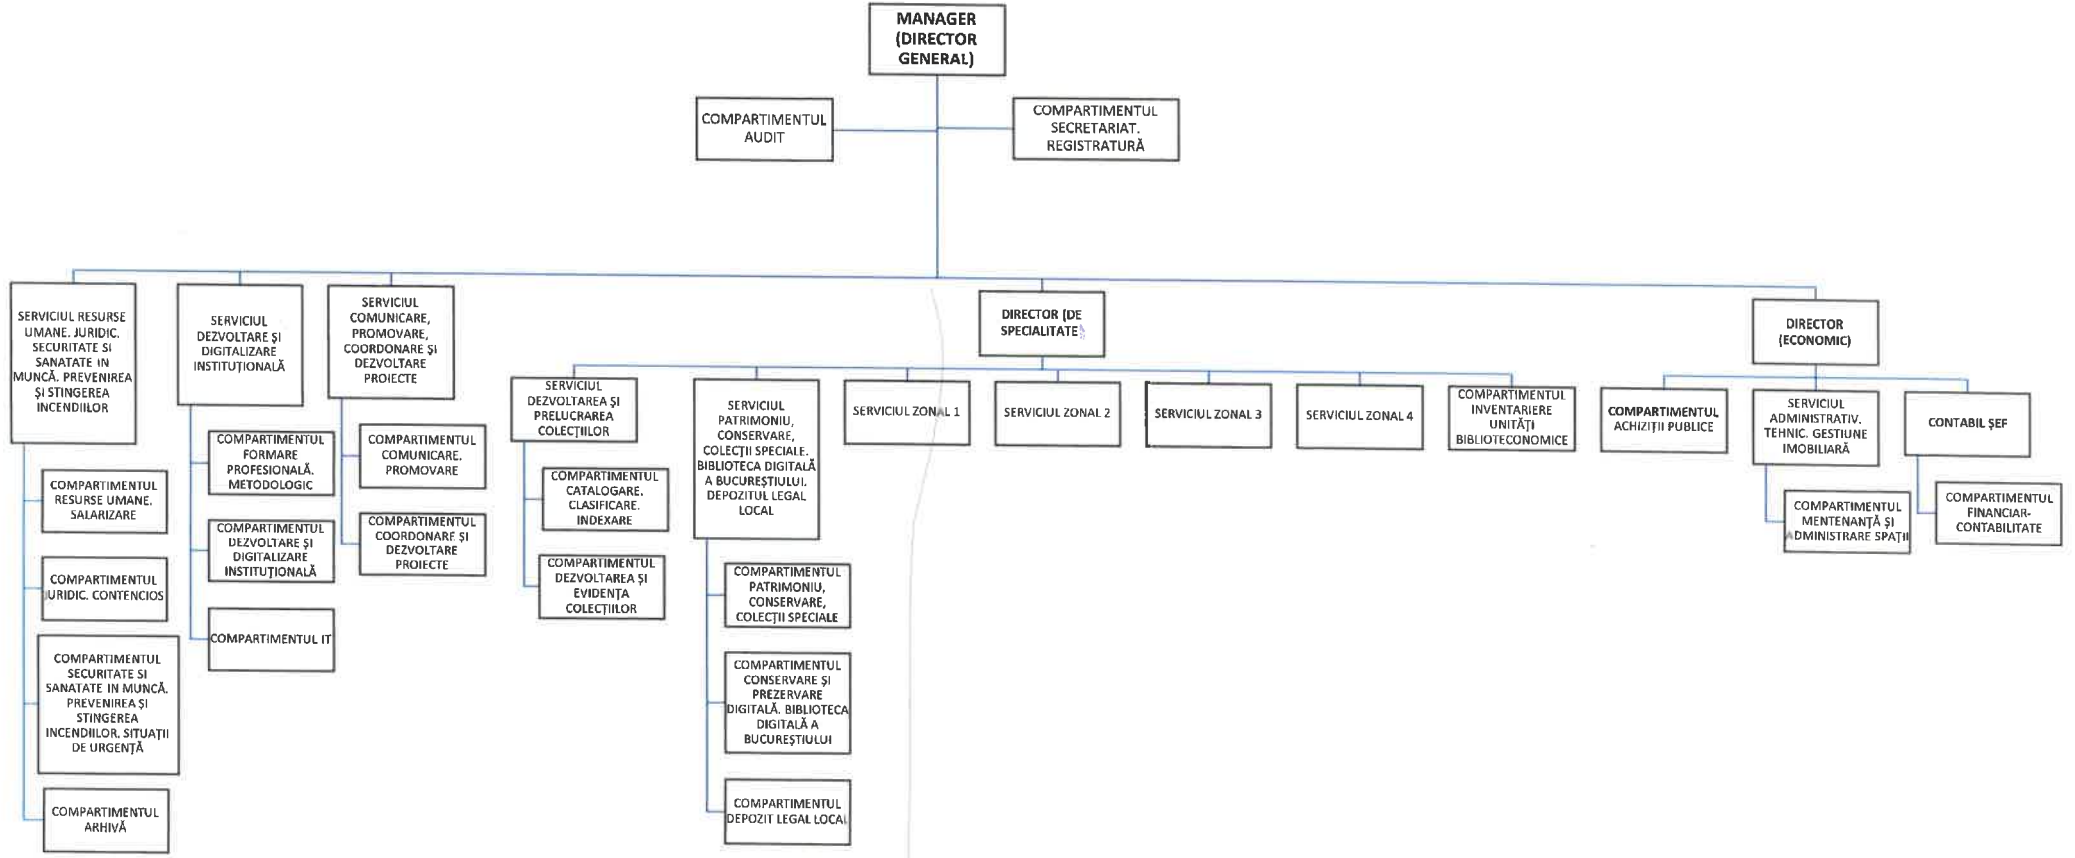 MANAGER
(DIRECTOR
GENERAL)
COMPARTIMENTUL
AUDIT
COMPARTIMENTUL
SECRETARIAT.
REGISTRATURĂ
SERVICIUL RESURSE
UMANE. JURIDIC.
SECURITATE SI
SANATATE IN
MUNCĂ. PREVENIREA
ȘI STINGEREA
INCENDIILOR
COMPARTIMENTUL
RESURSE UMANE.
SALARIZARE
COMPARTIMENTUL
JURIDIC. CONTENCIOS
COMPARTIMENTUL
SECURITATE SI
SANATATE IN MUNCĂ.
PREVENIREA ȘI
STINGEREA
INCENDIILOR. SITUAȚII
DE URGENȚĂ
COMPARTIMENTUL
ARHIVĂ
SERVICIUL
DEZVOLTARE ȘI
DIGITALIZARE
INSTITUȚIONALĂ
COMPARTIMENTUL
FORMARE
PROFESIONALĂ.
METODOLOGIC
COMPARTIMENTUL
DEZVOLTARE ȘI
DIGITALIZARE
INSTITUȚIONALĂ
COMPARTIMENTUL IT
SERVICIUL
COMUNICARE,
PROMOVARE,
COORDONARE ȘI
DEZVOLTARE
PROIECTE
COMPARTIMENTUL
COMUNICARE.
PROMOVARE
COMPARTIMENTUL
COORDONARE ȘI
DEZVOLTARE
PROIECTE
DIRECTOR (DE
SPECIALITATE)
SERVICIUL
DEZVOLTAREA ȘI
PRELUCRAREA
COLECȚIILOR
COMPARTIMENTUL
CATALOGARE.
CLASIFICARE.
INDEXARE
COMPARTIMENTUL
DEZVOLTAREA ȘI
EVIDENȚA
COLECȚIILOR
SERVICIUL
PATRIMONIU,
CONSERVARE,
COLECȚII SPECIALE.
BIBLIOTECA DIGITALĂ
A BUCUREȘTIULUI.
DEPOZITUL LEGAL
LOCAL
COMPARTIMENTUL
PATRIMONIU,
CONSERVARE,
COLECȚII SPECIALE
COMPARTIMENTUL
CONSERVARE ȘI
PREZERVARE
DIGITALĂ. BIBLIOTECA
DIGITALĂ A
BUCUREȘTIULUI
COMPARTIMENTUL
DEPOZIT LEGAL LOCAL
SERVICIUL ZONAL 1
SERVICIUL ZONAL 2
SERVICIUL ZONAL 3
SERVICIUL ZONAL 4
COMPARTIMENTUL
INVENTARIERE
UNITĂȚI
BIBLIOTECONOMICE
DIRECTOR
(ECONOMIC)
COMPARTIMENTUL
ACHIZIȚII PUBLICE
SERVICIUL
ADMINISTRATIV.
TEHNIC. GESTIUNE
IMOBILIARĂ
COMPARTIMENTUL
MENTENANȚĂ ȘI
ADMINISTRARE SPAȚII
CONTABIL ȘEF
COMPARTIMENTUL
FINANCIAR-
CONTABILITATE